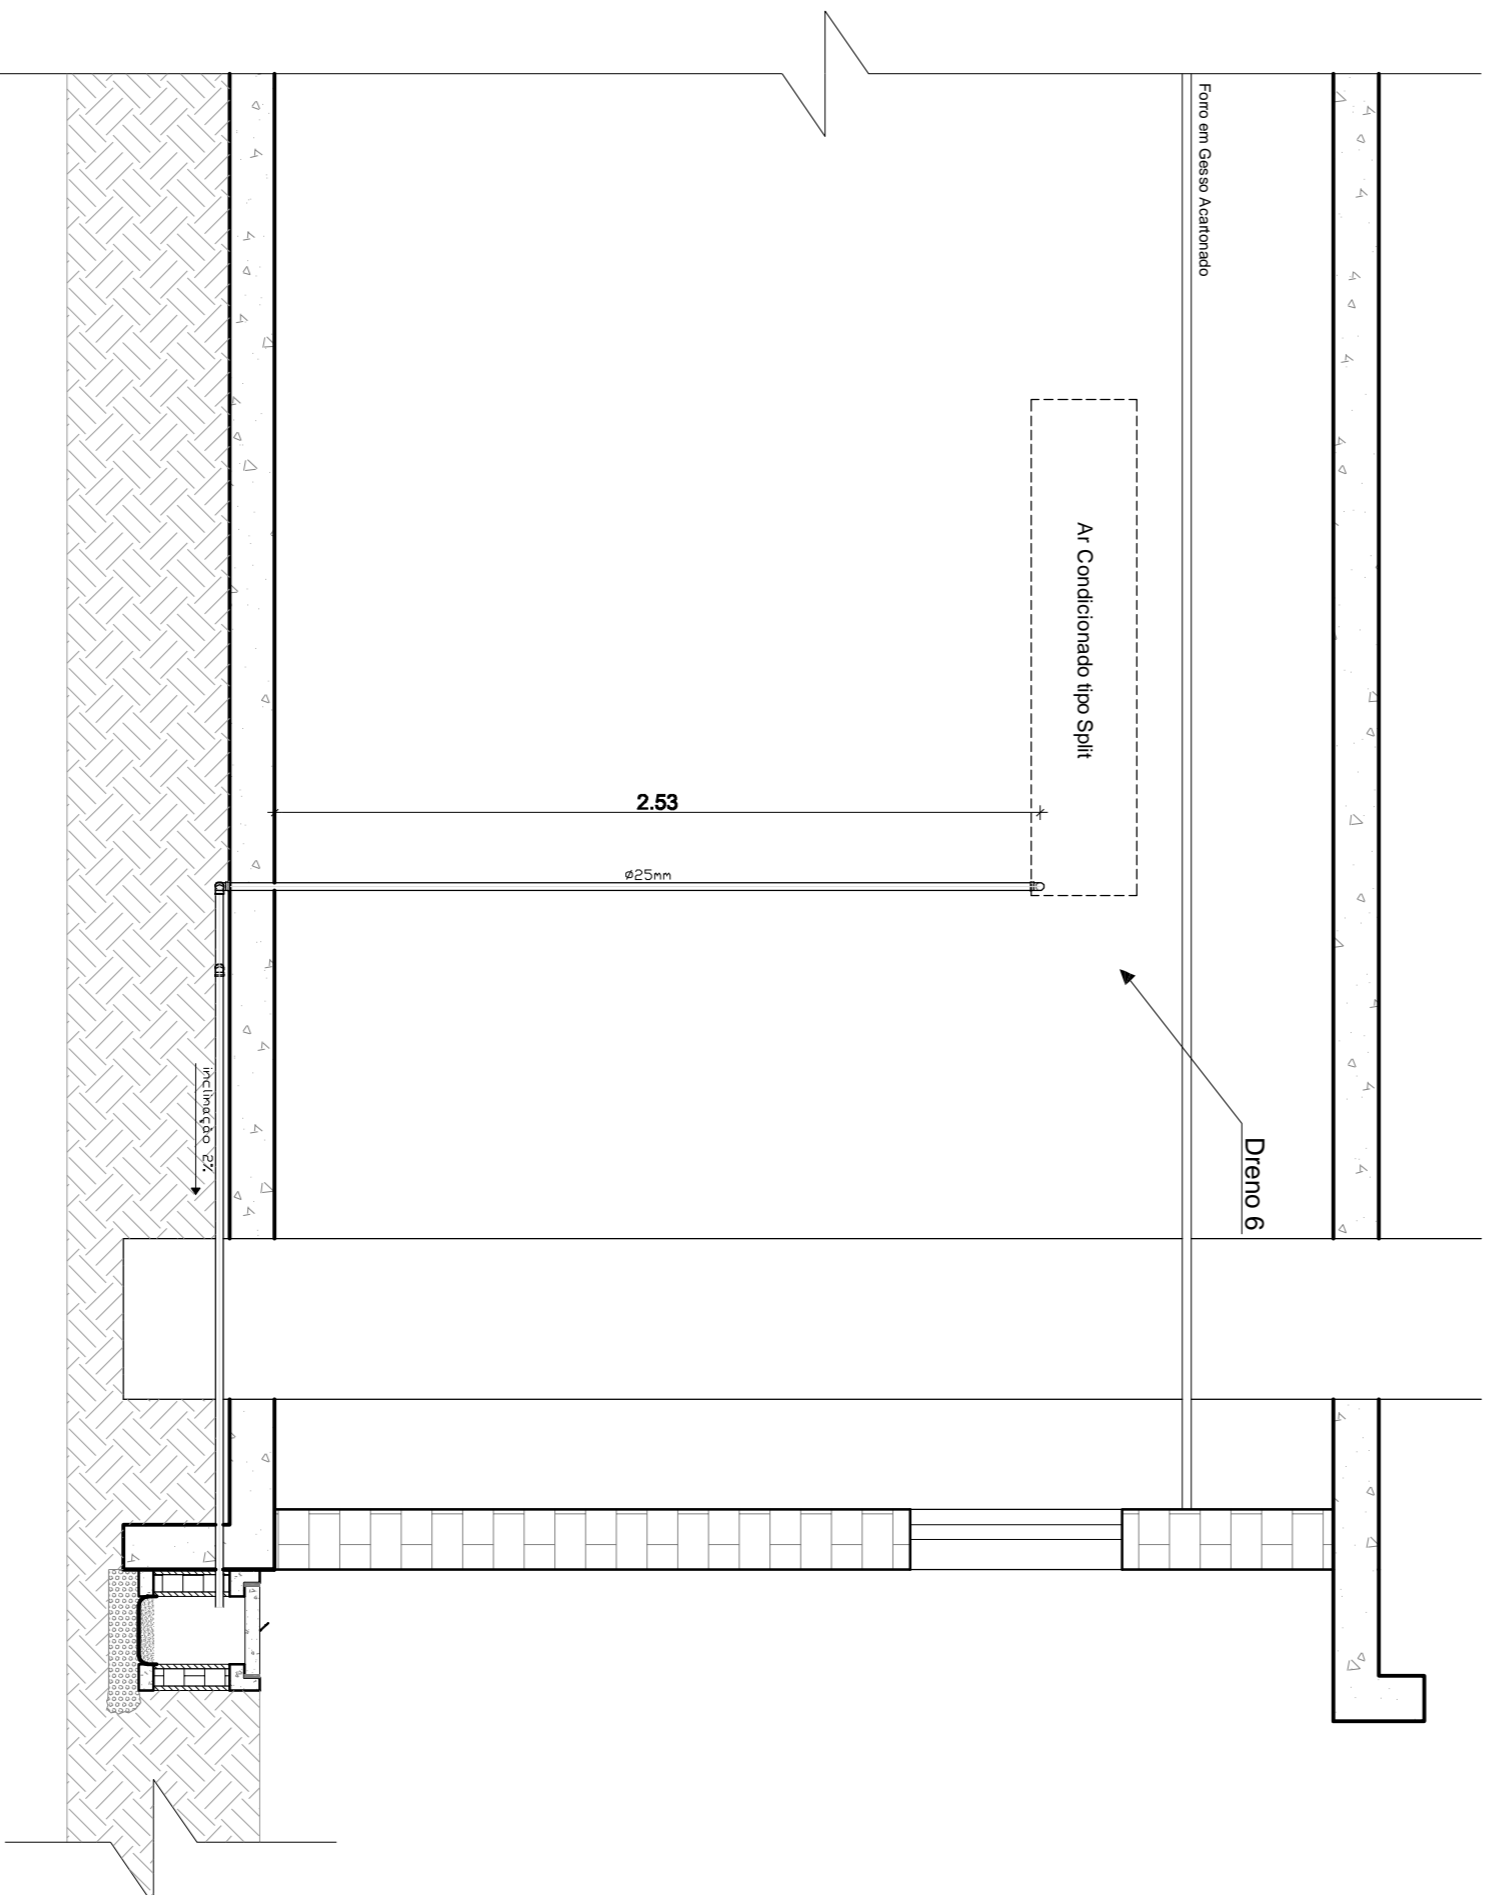 Forro em Gesso Acartonado
Ar Condicionado tipo Split
2.53
ø25mm
Dreno 6
inclinação 2%